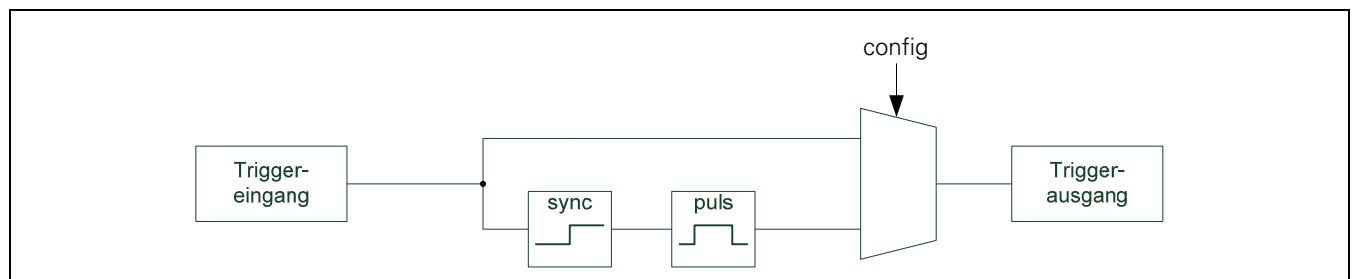 config
Trigger-
eingang
sync
puls
Trigger-
ausgang